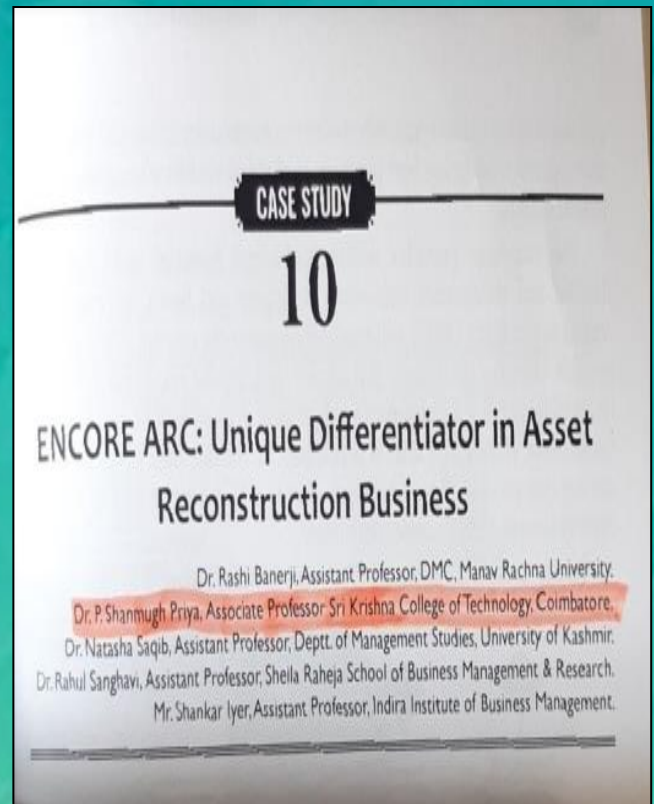 CASE STUDY
10
ENCORE ARC: Unique Differentiator in Asset
Reconstruction Business
Dr. Rashi Banerji, Assistant Professor, DMC, Manav Rachna University.
Dr. P. Shanmugh Priya, Associate Professor Sri Krishna College of Technology, Coimbatore.
Dr. Natasha Saqib, Assistant Professor, Deptt. of Management Studies, University of Kashmir.
Dr. Rahul Sanghavi, Assistant Professor, Sheila Raheja School of Business Management & Research.
Mr. Shankar Iyer, Assistant Professor, Indira Institute of Business Management.